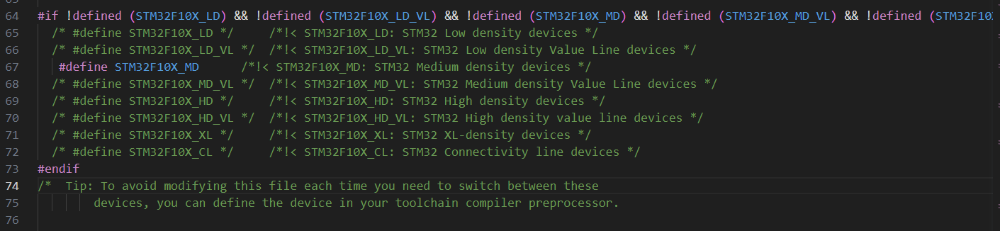 64 #if !defined (STM32F10X_LD) && !defined (STM32F10X_LD_VL) && !defined (STM32F10X_MD) && !defined (STM32F10X_MD_VL) && !defined (STM32F10
65 /* #define STM32F10X_LD */ /*!< STM32F10X_LD: STM32 Low density devices */
66 /* #define STM32F10X_LD_VL */ /*!< STM32F10X_LD_VL: STM32 Low density Value Line devices */
67 #define STM32F10X_MD /*!< STM32F10X_MD: STM32 Medium density devices */
68 /* #define STM32F10X_MD_VL */ /*!< STM32F10X_MD_VL: STM32 Medium density Value Line devices */
69 /* #define STM32F10X_HD */ /*!< STM32F10X_HD: STM32 High density devices */
70 /* #define STM32F10X_HD_VL */ /*!< STM32F10X_HD_VL: STM32 High density value line devices */
71 /* #define STM32F10X_XL */ /*!< STM32F10X_XL: STM32 XL-density devices */
72 /* #define STM32F10X_CL */ /*!< STM32F10X_CL: STM32 Connectivity line devices */
73 #endif
74 /* Tip: To avoid modifying this file each time you need to switch between these
75 devices, you can define the device in your toolchain compiler preprocessor.
76